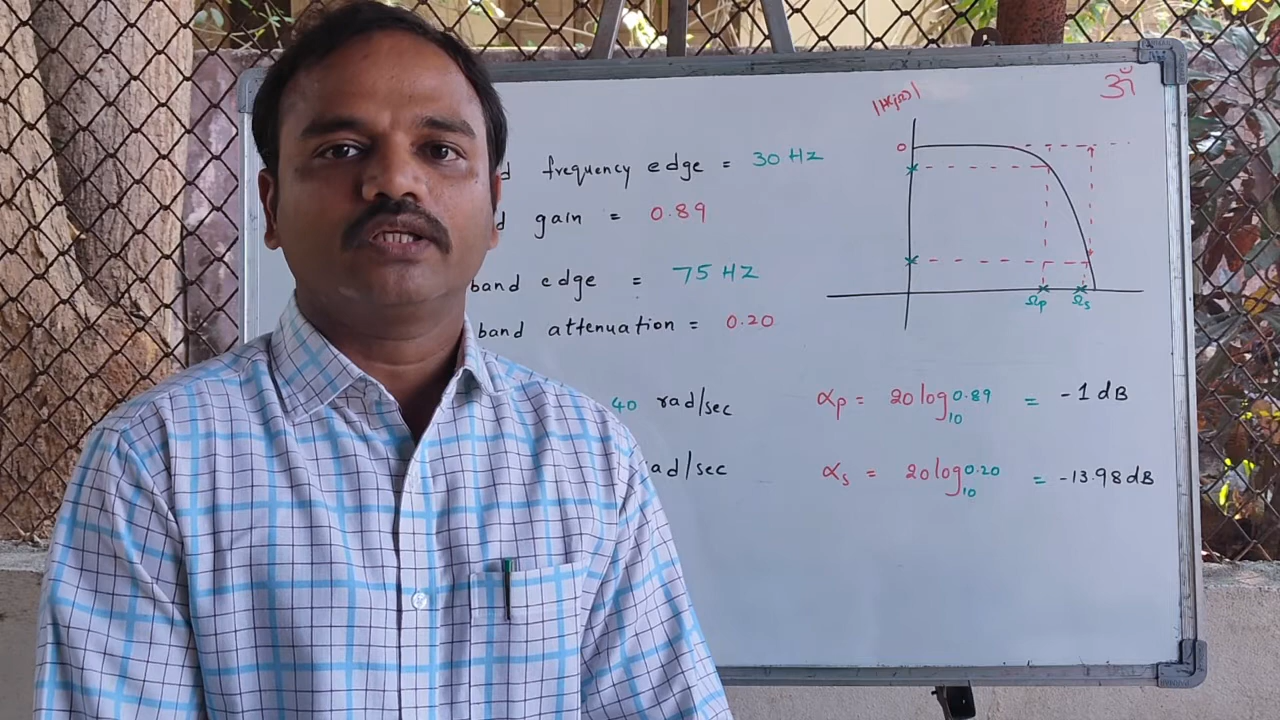 ॐ
|H(jΩ)|
0
frequency edge = 30 Hz
gain = 0.89
band edge = 75 HZ
band attenuation = 0.20
Ωp Ωs
40 rad/sec
αp = 20 log10 0.89 = -1 dB
ad/sec
αs = 20 log10 0.20 = -13.98 dB